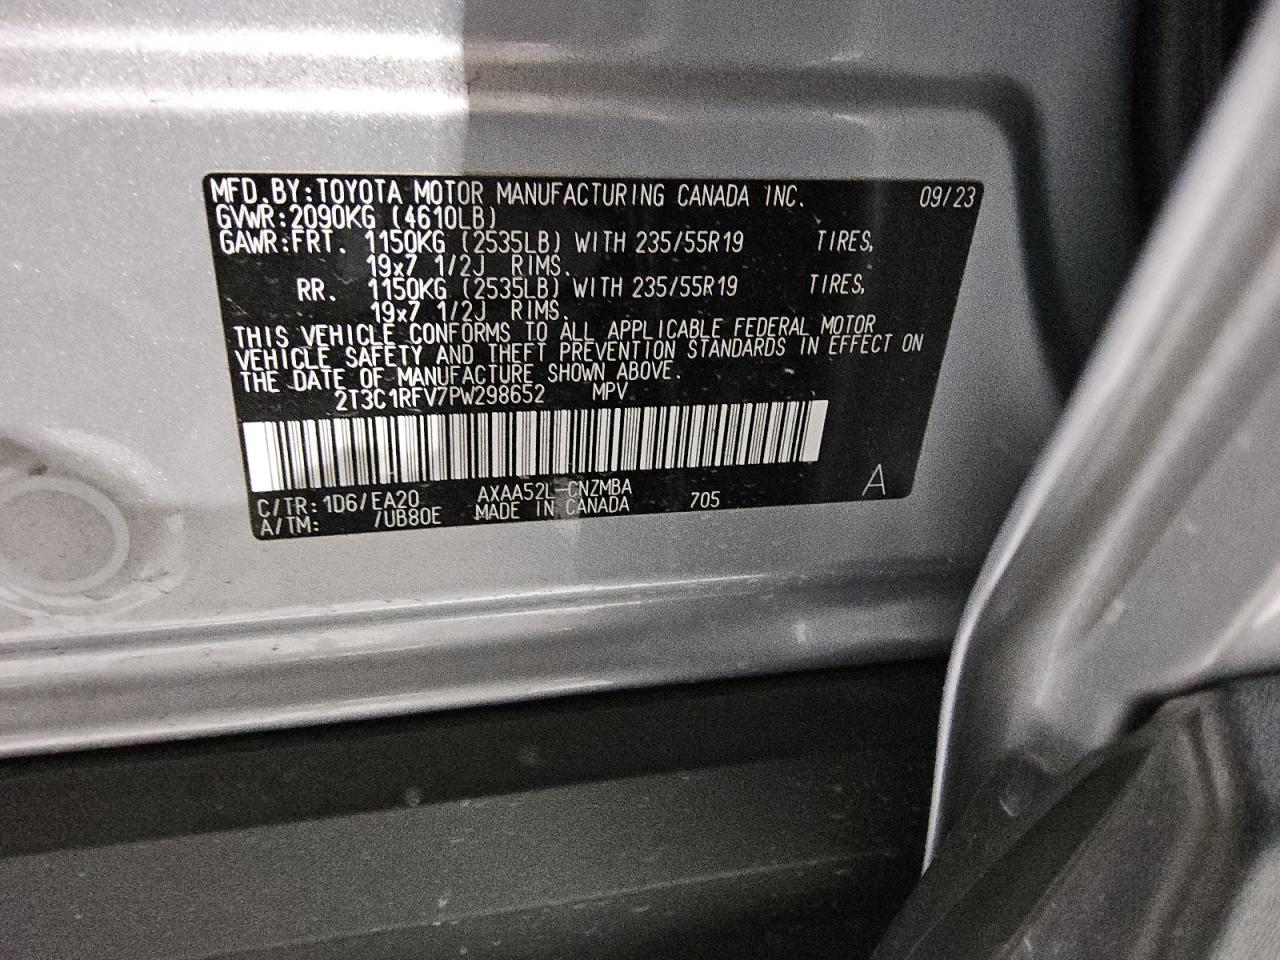 MFD.BY:TOYOTA MOTOR MANUFACTURING CANADA INC. 09/23
GVWR:2090KG (4610LB)
GAWR:FRT. 1150KG (2535LB) WITH 235/55R19 TIRES,
19x7 1/2J RIMS.
RR. 1150KG (2535LB) WITH 235/55R19 TIRES,
19x7 1/2J RIMS.
THIS VEHICLE CONFORMS TO ALL APPLICABLE FEDERAL MOTOR
VEHICLE SAFETY AND THEFT PREVENTION STANDARDS IN EFFECT ON
THE DATE OF MANUFACTURE SHOWN ABOVE.
2T3C1RFV7PW298652 MPV
C/TR: 1D6/EA20 AXAA52L-CNZMBA 705 A
A/TM: /UB80E MADE IN CANADA